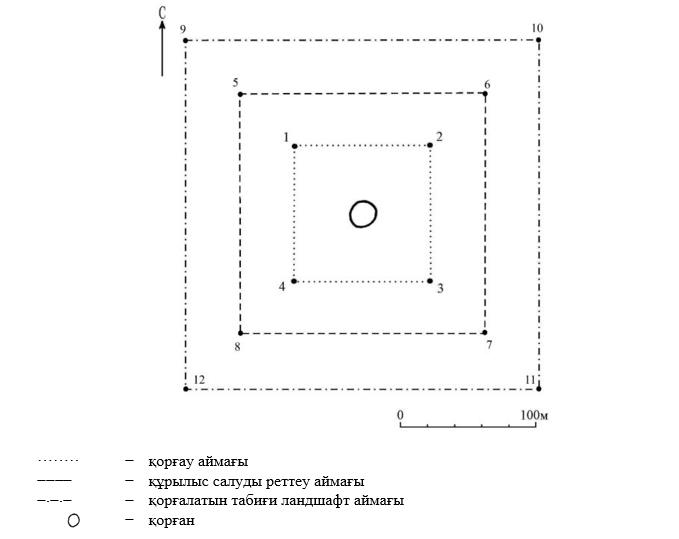 С
9 10
5 6
1 2
4 3
8 7
12 11
0 100м
– қорғау аймағы
– құрылыс салуды реттеу аймағы
– қорғалатын табиғи ландшафт аймағы
– қорған